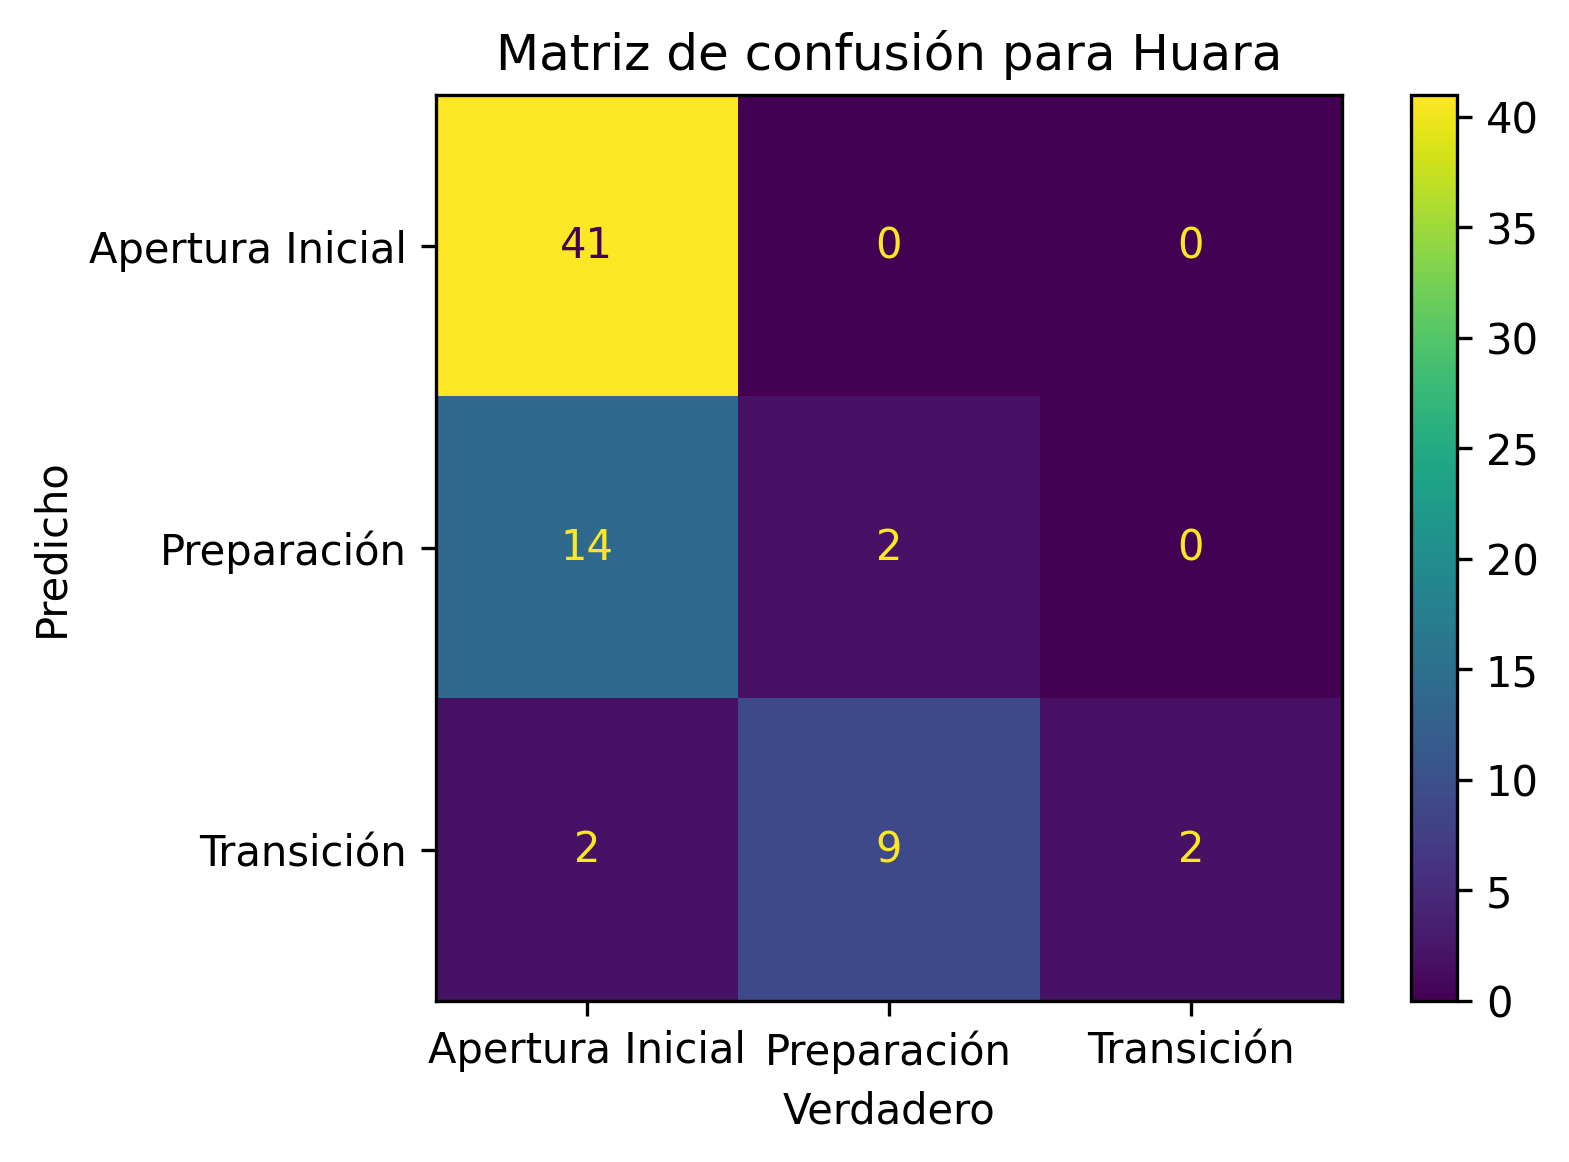 Matriz de confusión para Huara
Predicho
Apertura Inicial
41 0 0
Preparación
14 2 0
Transición
2 9 2
Apertura Inicial Preparación Transición
Verdadero
40
35
30
25
20
15
10
5
0